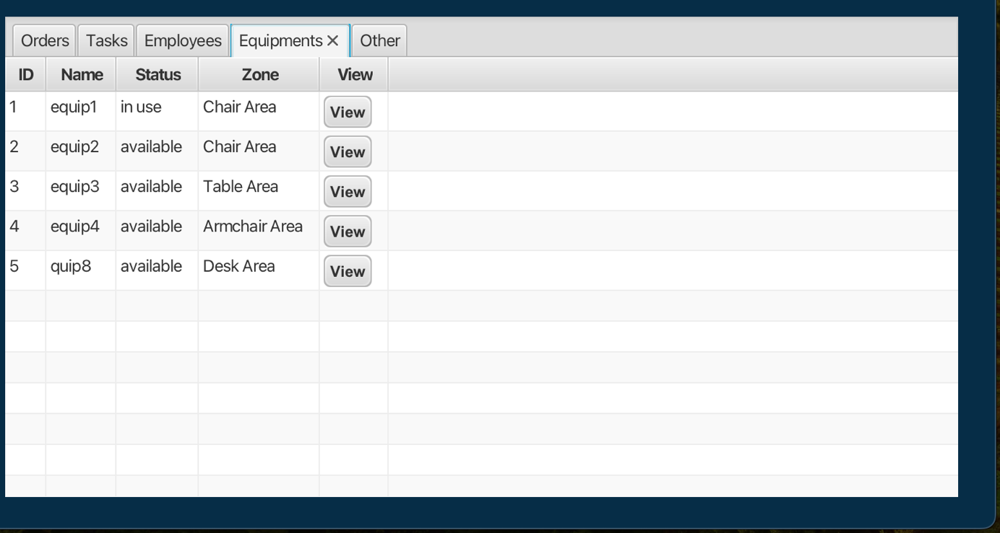 Orders Tasks Employees Equipments × Other
ID Name Status Zone View
1 equip1 in use Chair Area View
2 equip2 available Chair Area View
3 equip3 available Table Area View
4 equip4 available Armchair Area View
5 quip8 available Desk Area View